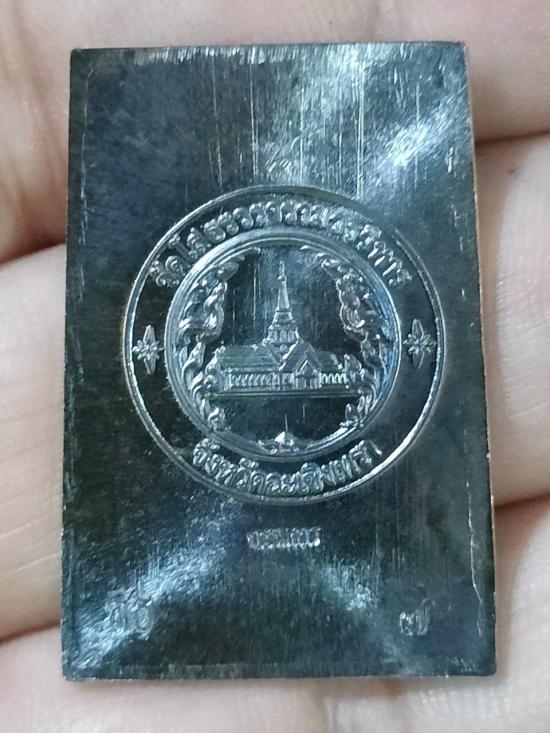 วัดโสธรวรารามวรวิหาร
จังหวัดฉะเชิงเทรา
๗